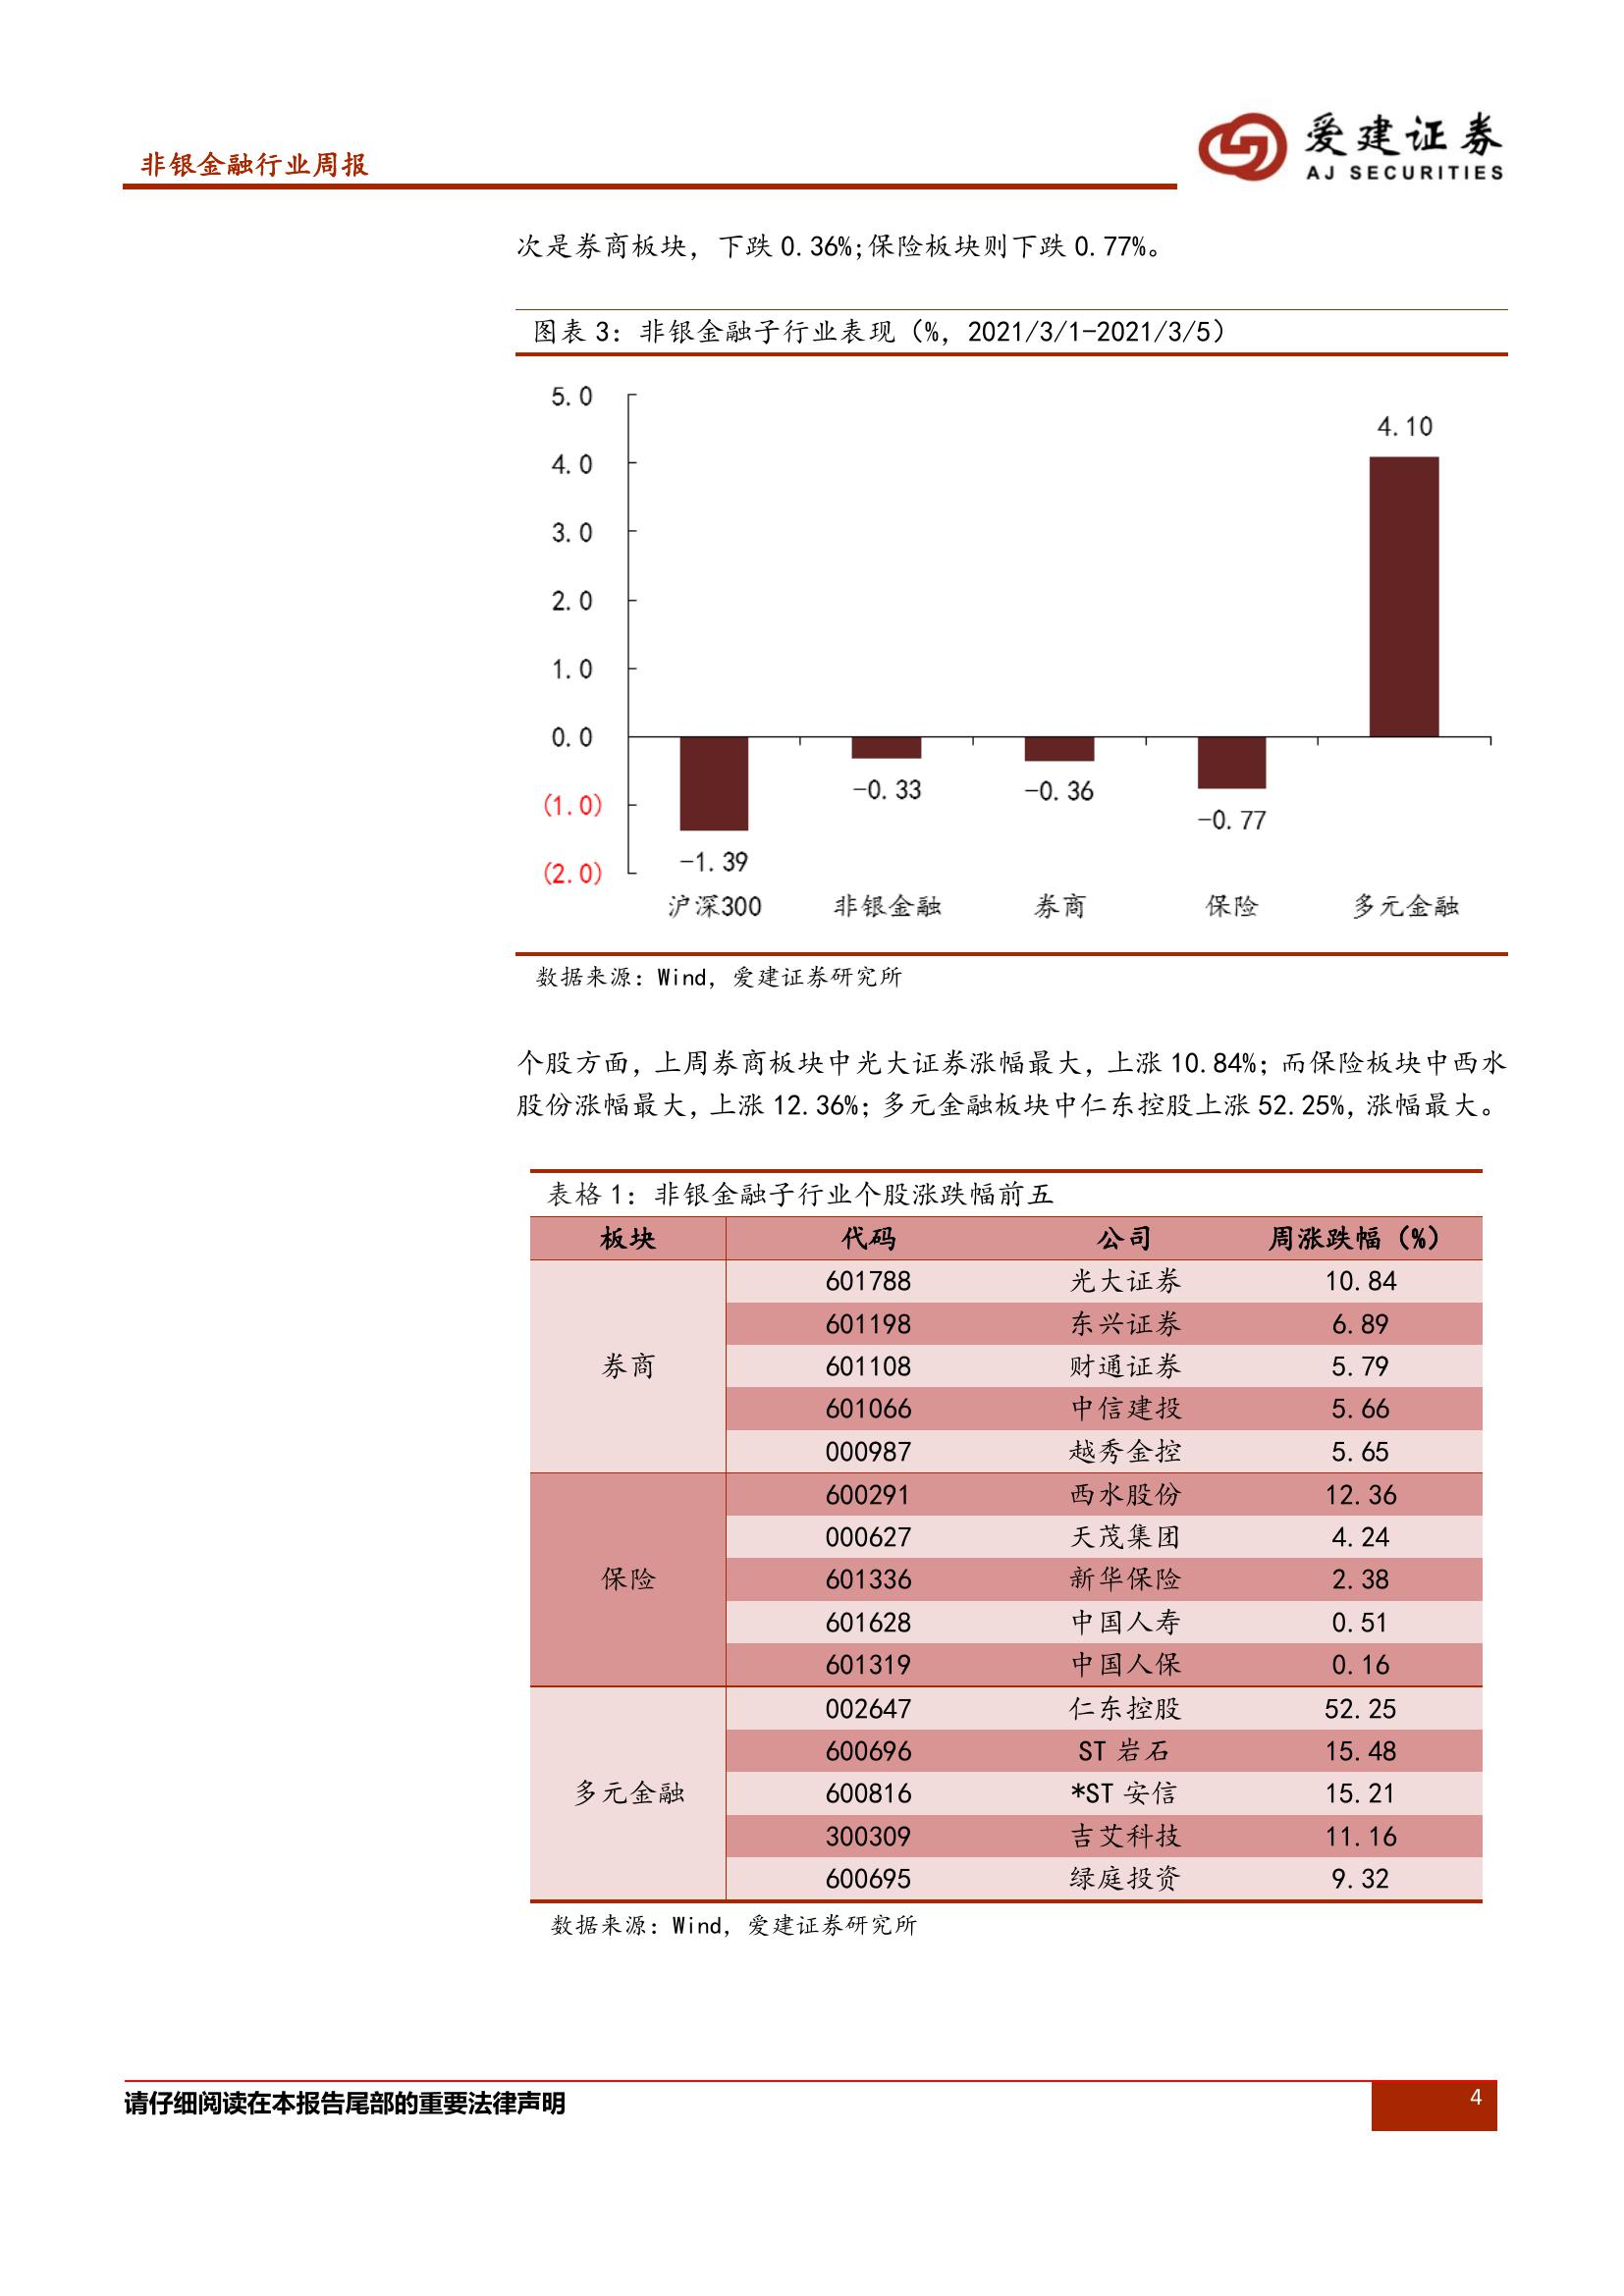 非银金融行业周报
爱建证券
AJ SECURITIES
次是券商板块，下跌 0.36%;保险板块则下跌 0.77%。
图表 3：非银金融子行业表现（%，2021/3/1-2021/3/5）
5.0
4.0
3.0
2.0
1.0
0.0
(1.0)
(2.0)
4.10
-0.33
-0.36
-0.77
-1.39
沪深300 非银金融 券商 保险 多元金融
数据来源：Wind，爱建证券研究所
个股方面，上周券商板块中光大证券涨幅最大，上涨 10.84%；而保险板块中西水
股份涨幅最大，上涨 12.36%；多元金融板块中仁东控股上涨 52.25%，涨幅最大。
表格 1：非银金融子行业个股涨跌幅前五
板块 代码 公司 周涨跌幅（%）
券商
601788 光大证券 10.84
601198 东兴证券 6.89
601108 财通证券 5.79
601066 中信建投 5.66
000987 越秀金控 5.65
保险
600291 西水股份 12.36
000627 天茂集团 4.24
601336 新华保险 2.38
601628 中国人寿 0.51
601319 中国人保 0.16
多元金融
002647 仁东控股 52.25
600696 ST 岩石 15.48
600816 *ST 安信 15.21
300309 吉艾科技 11.16
600695 绿庭投资 9.32
数据来源：Wind，爱建证券研究所
请仔细阅读在本报告尾部的重要法律声明
4